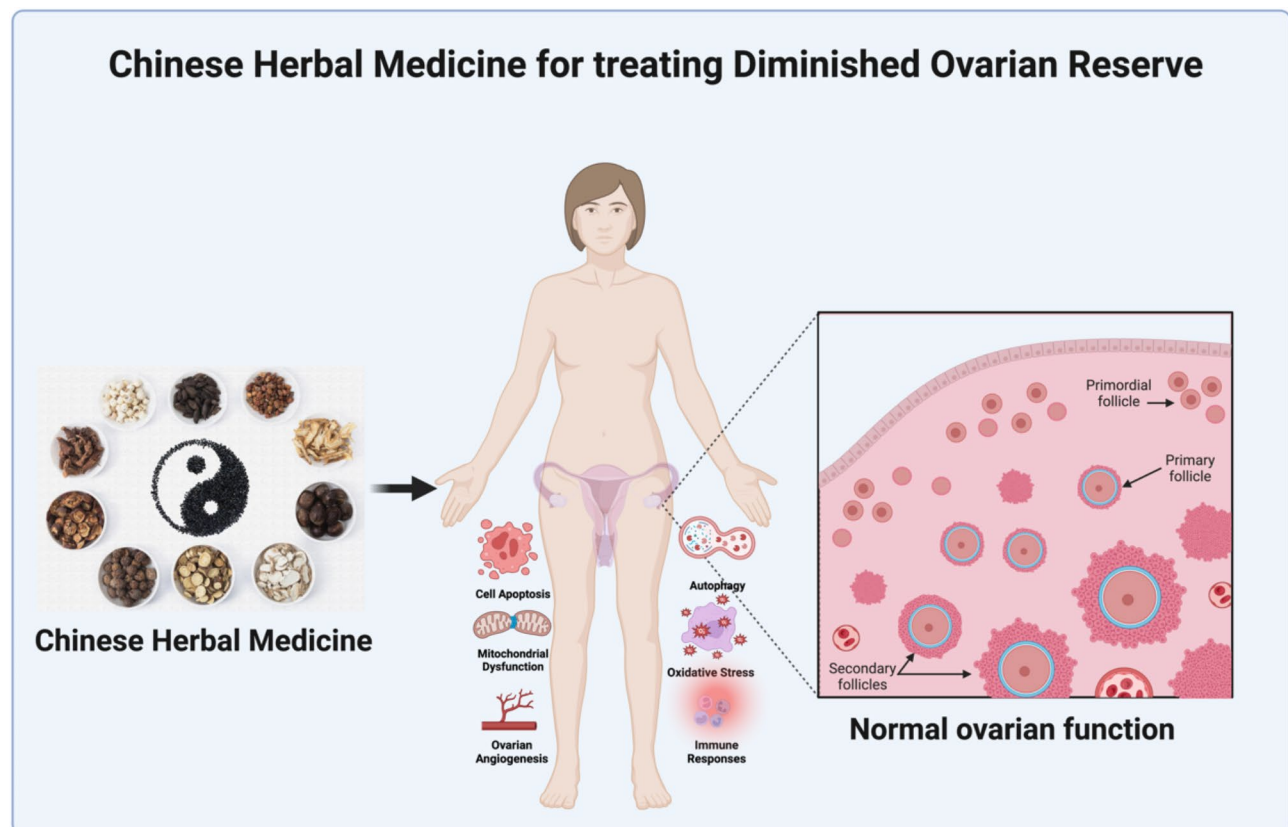 Chinese Herbal Medicine for treating Diminished Ovarian Reserve
Chinese Herbal Medicine
Cell Apoptosis
Autophagy
Mitochondrial
Dysfunction
Oxidative Stress
Ovarian
Angiogenesis
Immune
Responses
Primordial
follicle
Primary
follicle
Secondary
follicles
Normal ovarian function